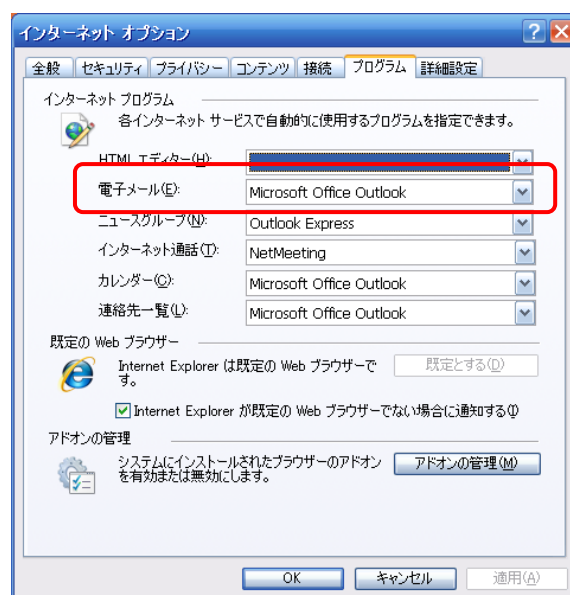 インターネット オプション
全般 セキュリティ プライバシー コンテンツ 接続 プログラム 詳細設定
インターネット プログラム
各インターネット サービスで自動的に使用するプログラムを指定できます。
HTML エディター(H):
電子メール(E): Microsoft Office Outlook
ニュースグループ(N): Outlook Express
インターネット通話(T): NetMeeting
カレンダー(C): Microsoft Office Outlook
連絡先一覧(L): Microsoft Office Outlook
既定の Web ブラウザー
Internet Explorer は既定の Web ブラウザーで 既定とする(D)
す。
Internet Explorer が既定の Web ブラウザーでない場合に通知する(I)
アドオンの管理
システムにインストールされたブラウザーのアドオン アドオンの管理(M)
を有効または無効にします。
OK キャンセル 適用(A)